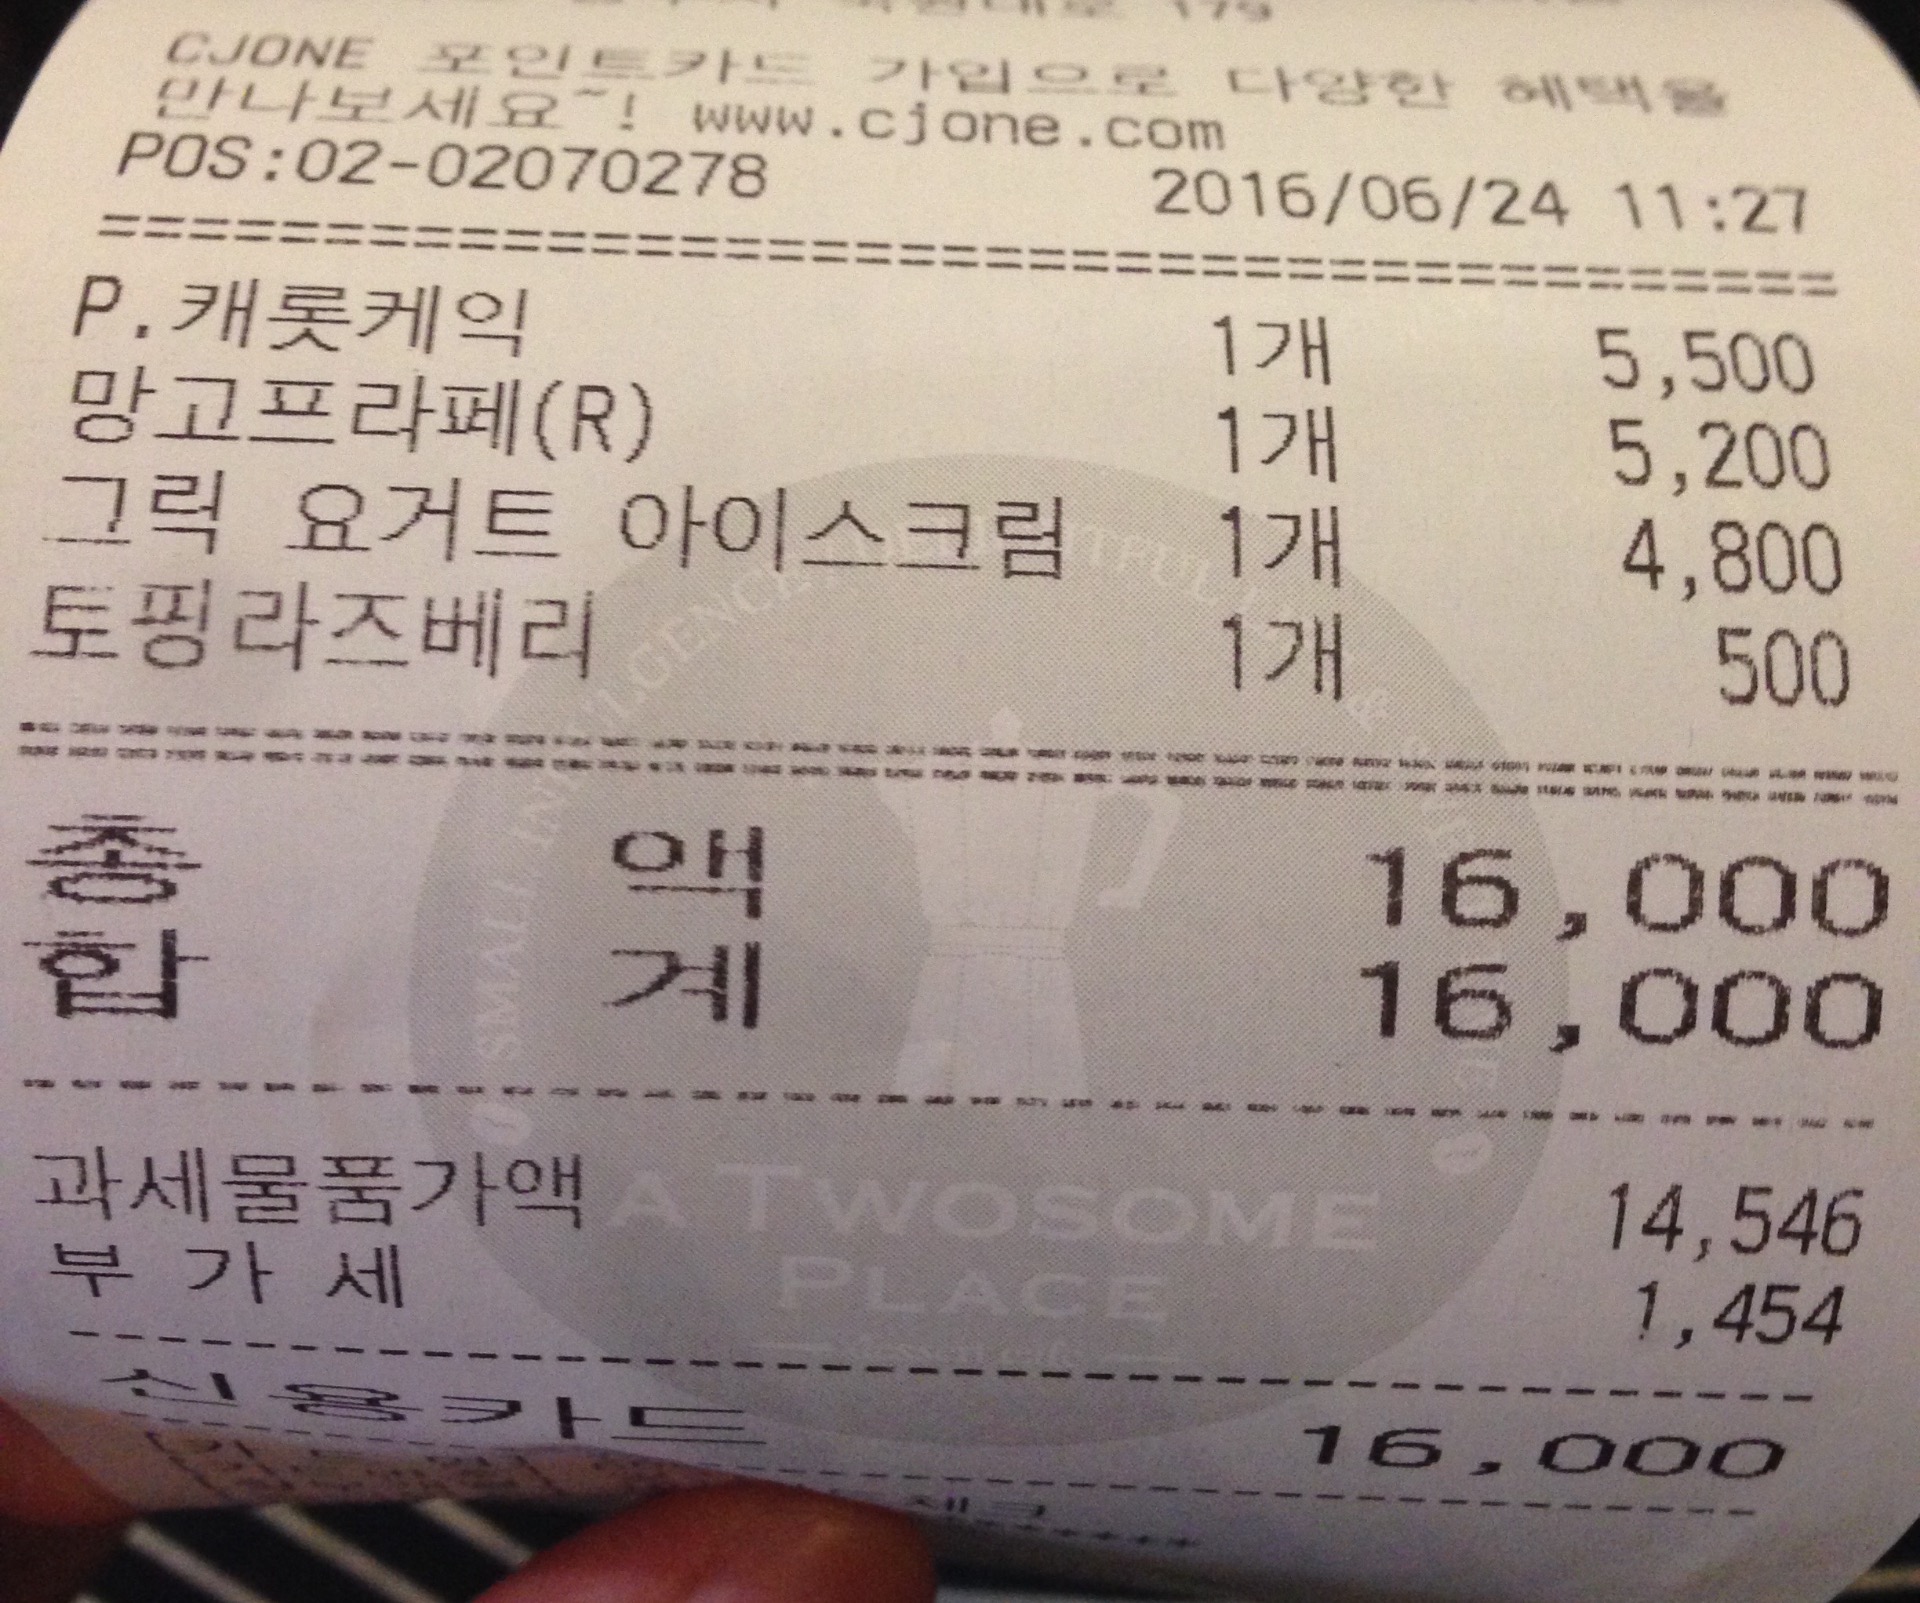 179
CJONE 포인트카드 가입으로 다양한 혜택을
만나보세요~! www.cjone.com
POS:02-02070278 2016/06/24 11:27
P.캐롯케익 1개 5,500
망고프라페(R) 1개 5,200
그릭 요거트 아이스크림 1개 4,800
토핑라즈베리 1개 500
총 액 16,000
합 계 16,000
과세물품가액 14,546
부 가 세 1,454
신용카드 16,000
A TWOSOME
PLACE